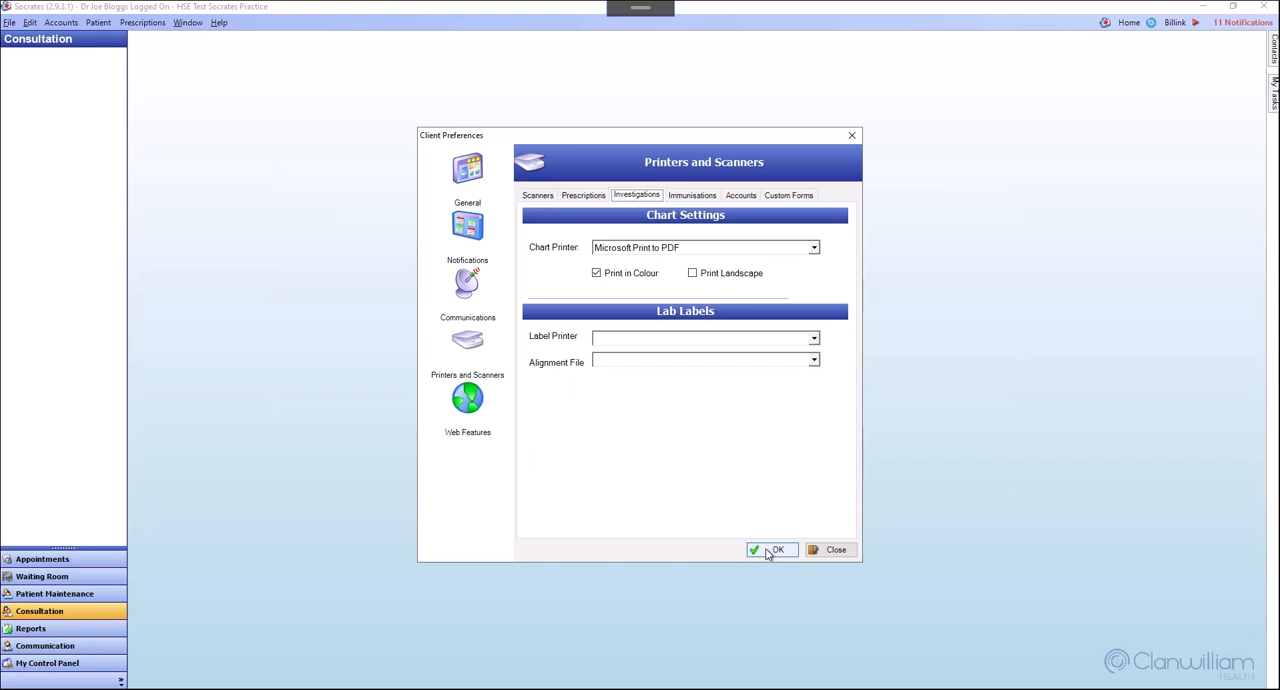 Socrates (2.9.3.1) - Dr Joe Bloggs Logged On - HSE Test Socrates Practice
File Edit Accounts Patient Prescriptions Window Help
Home Billink 11 Notifications
Consultation
Contacts
My Tasks
Client Preferences
General
Notifications
Communications
Printers and Scanners
Web Features
Printers and Scanners
Scanners Prescriptions Investigations Immunisations Accounts Custom Forms
Chart Settings
Chart Printer: Microsoft Print to PDF
Print in Colour Print Landscape
Lab Labels
Label Printer
Alignment File
OK Close
Appointments
Waiting Room
Patient Maintenance
Consultation
Reports
Communication
My Control Panel
Clanwilliam
HEALTH